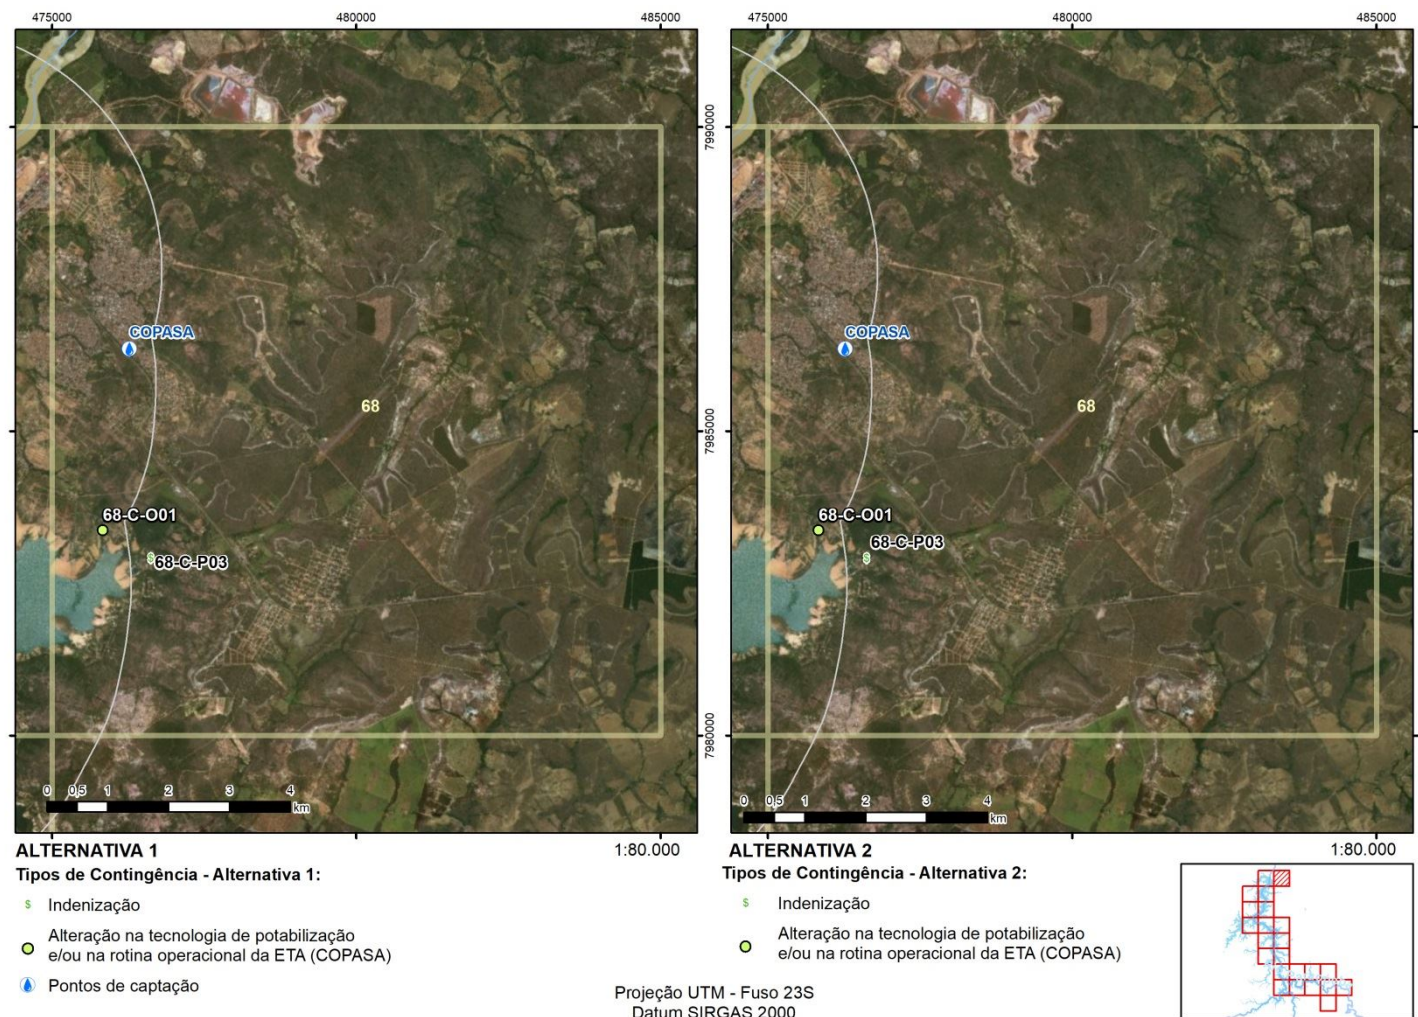 475000 480000 485000
475000 480000 485000
7990000
7985000
7980000
7990000
7985000
7980000
COPASA
68
68-C-O01
68-C-P03
0 0,5 1 2 3 4
km
COPASA
68
68-C-O01
68-C-P03
0 0,5 1 2 3 4
km
ALTERNATIVA 1 1:80.000
Tipos de Contingência - Alternativa 1:
$ Indenização
Alteração na tecnologia de potabilização
e/ou na rotina operacional da ETA (COPASA)
Pontos de captação
ALTERNATIVA 2 1:80.000
Tipos de Contingência - Alternativa 2:
$ Indenização
Alteração na tecnologia de potabilização
e/ou na rotina operacional da ETA (COPASA)
Projeção UTM - Fuso 23S
Datum SIRGAS 2000